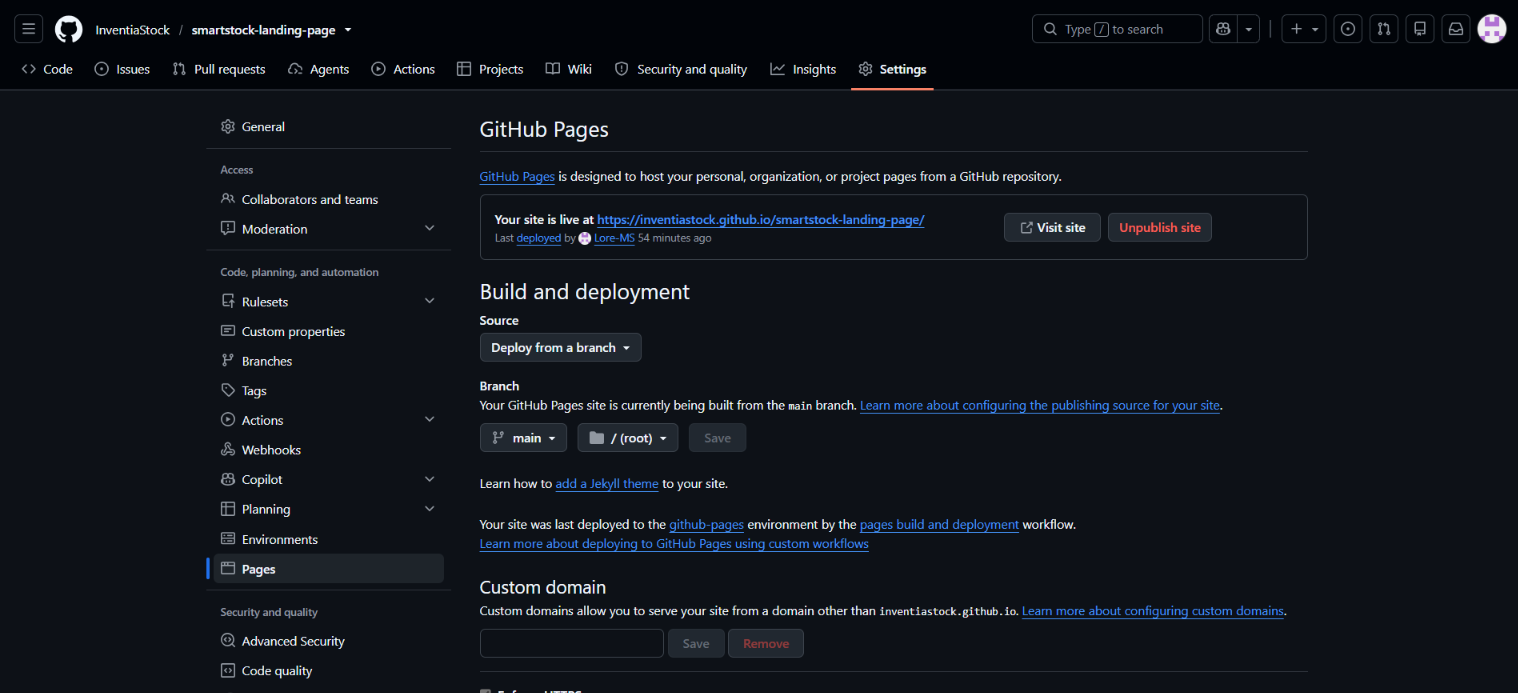 InventiaStock / smartstock-landing-page
Type / to search
Code Issues Pull requests Agents Actions Projects Wiki Security and quality Insights Settings
General
Access
Collaborators and teams
Moderation
Code, planning, and automation
Rulesets
Custom properties
Branches
Tags
Actions
Webhooks
Copilot
Planning
Environments
Pages
Security and quality
Advanced Security
Code quality
GitHub Pages
GitHub Pages is designed to host your personal, organization, or project pages from a GitHub repository.
Your site is live at https://inventiastock.github.io/smartstock-landing-page/
Last deployed by Lore-MS 54 minutes ago
Visit site Unpublish site
Build and deployment
Source
Deploy from a branch
Branch
Your GitHub Pages site is currently being built from the main branch. Learn more about configuring the publishing source for your site.
main / (root) Save
Learn how to add a Jekyll theme to your site.
Your site was last deployed to the github-pages environment by the pages build and deployment workflow.
Learn more about deploying to GitHub Pages using custom workflows
Custom domain
Custom domains allow you to serve your site from a domain other than inventiastock.github.io. Learn more about configuring custom domains.
Save Remove